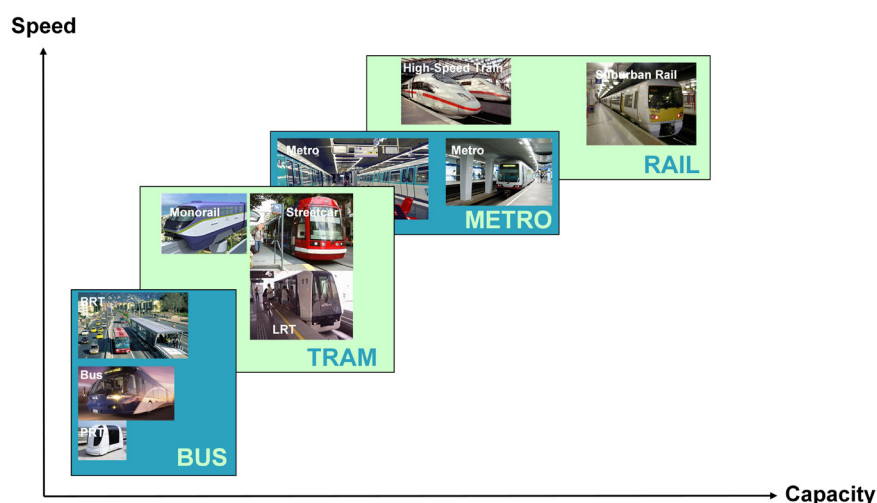 Speed
High-Speed Train
Suburban Rail
RAIL
Metro
Metro
METRO
Monorail
Streetcar
LRT
TRAM
BRT
Bus
PRT
BUS
Capacity